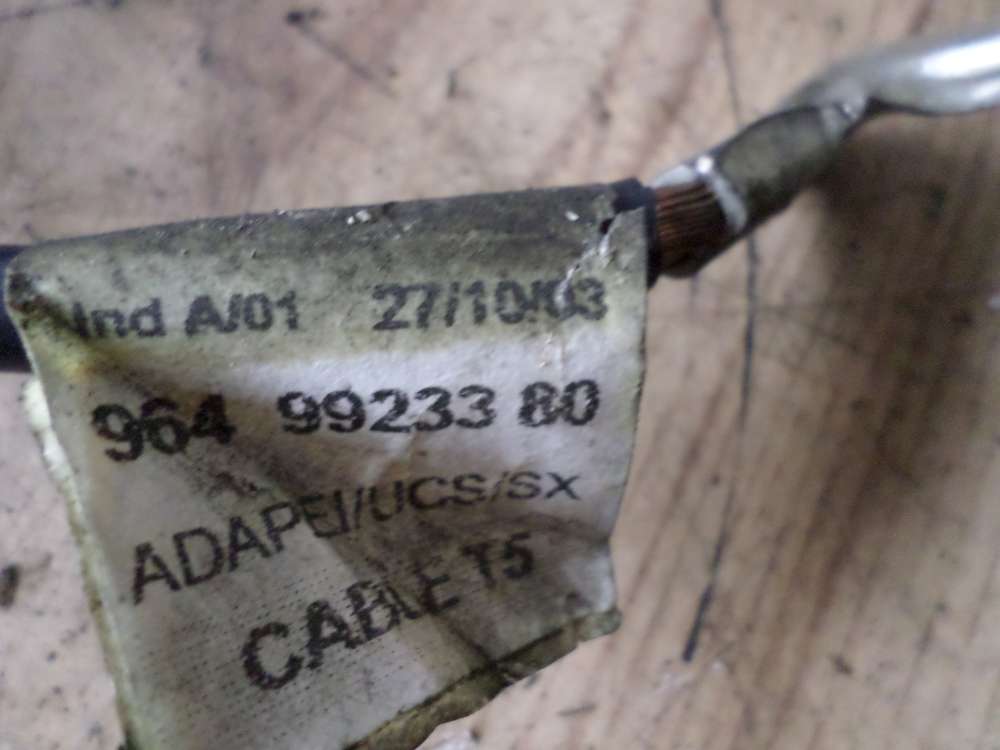 Ind A/01 27/10/03
964 99233 80
ADAPEI/UCS/SX
CABLE T5